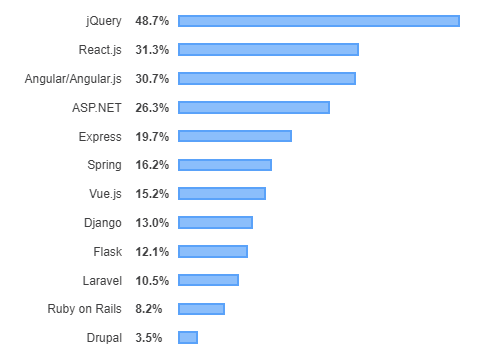 jQuery 48.7%
React.js 31.3%
Angular/Angular.js 30.7%
ASP.NET 26.3%
Express 19.7%
Spring 16.2%
Vue.js 15.2%
Django 13.0%
Flask 12.1%
Laravel 10.5%
Ruby on Rails 8.2%
Drupal 3.5%